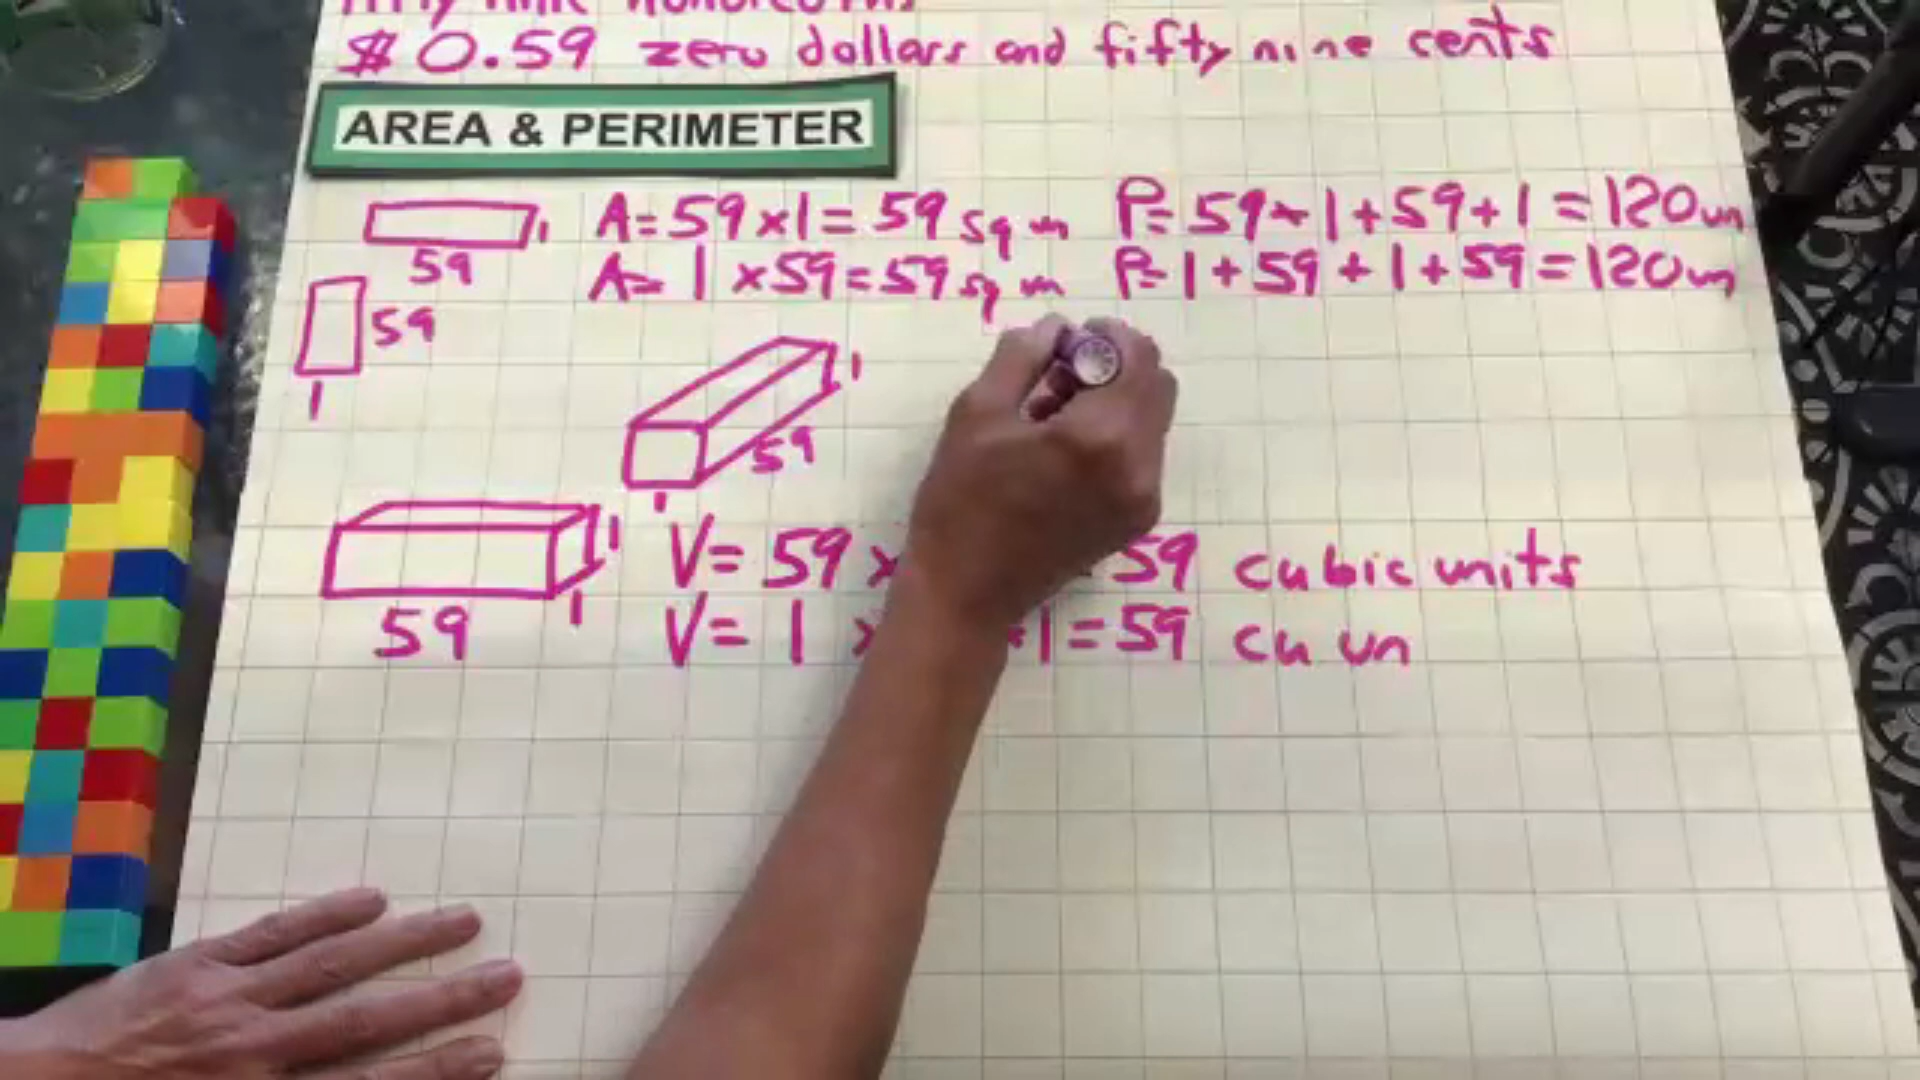 $ 0.59 zero dollars and fifty nine cents
AREA & PERIMETER
1 A = 59 x 1 = 59 sq un P = 59 + 1 + 59 + 1 = 120 un
59 A = 1 x 59 = 59 sq un P = 1 + 59 + 1 + 59 = 120 un
59
1
1
59
1
1 V = 59 x = 59 cubic units
1
59 V = 1 x 1 = 59 cu un